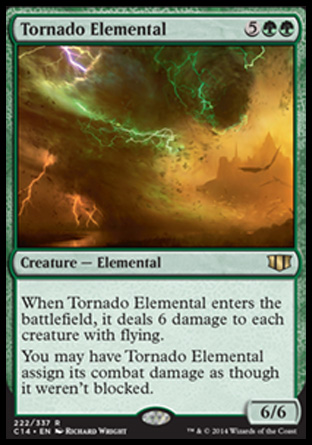 Tornado Elemental 5
Creature — Elemental
When Tornado Elemental enters the
battlefield, it deals 6 damage to each
creature with flying.
You may have Tornado Elemental
assign its combat damage as though
it weren't blocked.
6/6
222/337 R
C14 • EN Richard Wright
™ & © 2014 Wizards of the Coast